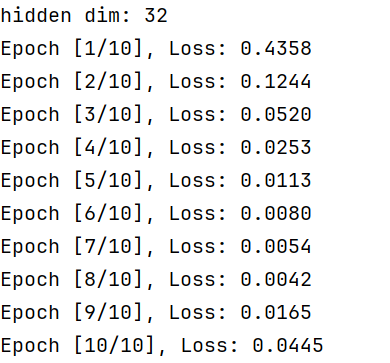 hidden dim: 32
Epoch [1/10], Loss: 0.4358
Epoch [2/10], Loss: 0.1244
Epoch [3/10], Loss: 0.0520
Epoch [4/10], Loss: 0.0253
Epoch [5/10], Loss: 0.0113
Epoch [6/10], Loss: 0.0080
Epoch [7/10], Loss: 0.0054
Epoch [8/10], Loss: 0.0042
Epoch [9/10], Loss: 0.0165
Epoch [10/10], Loss: 0.0445